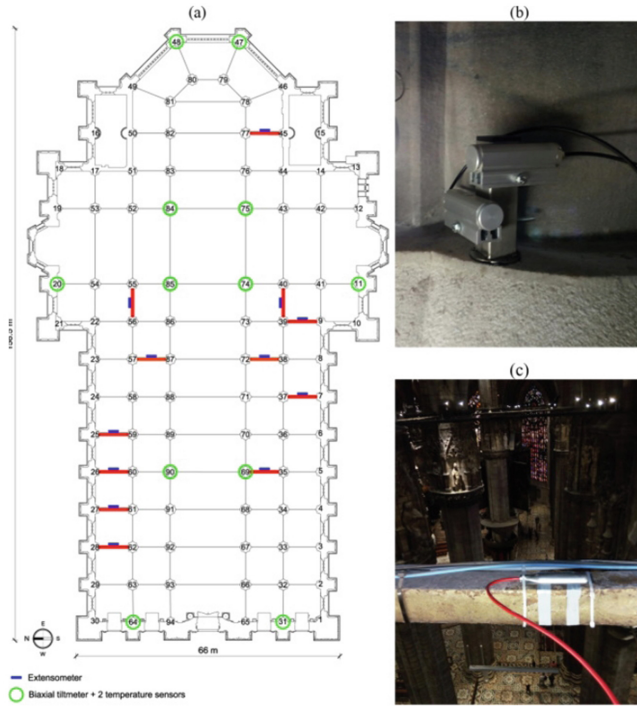 (a)
48 47
80 79
49 46
81 78
16 50 82 77 45 15
18 17 51 83 76 44 14 13
19 53 52 84 75 43 42 12
20 54 55 85 74 40 41 11
21 22 56 86 73 39 9 10
23 57 87 72 38 8
24 58 88 71 37 7
25 59 89 70 36 6
26 60 90 69 35 5
27 61 91 68 34 4
28 62 92 67 33 3
29 63 93 66 32 2
30 64 94 65 31 1
E
N S
W
66 m
Extensometer
Biaxial tiltmeter + 2 temperature sensors
(b)
(c)